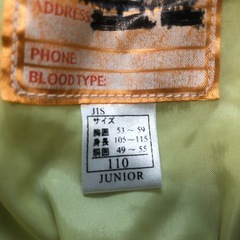 ADDRESS
PHONE
BLOODTYPE:
JIS
サイズ
胸囲 53－59
身長 105－115
胴囲 49－55
110
JUNIOR